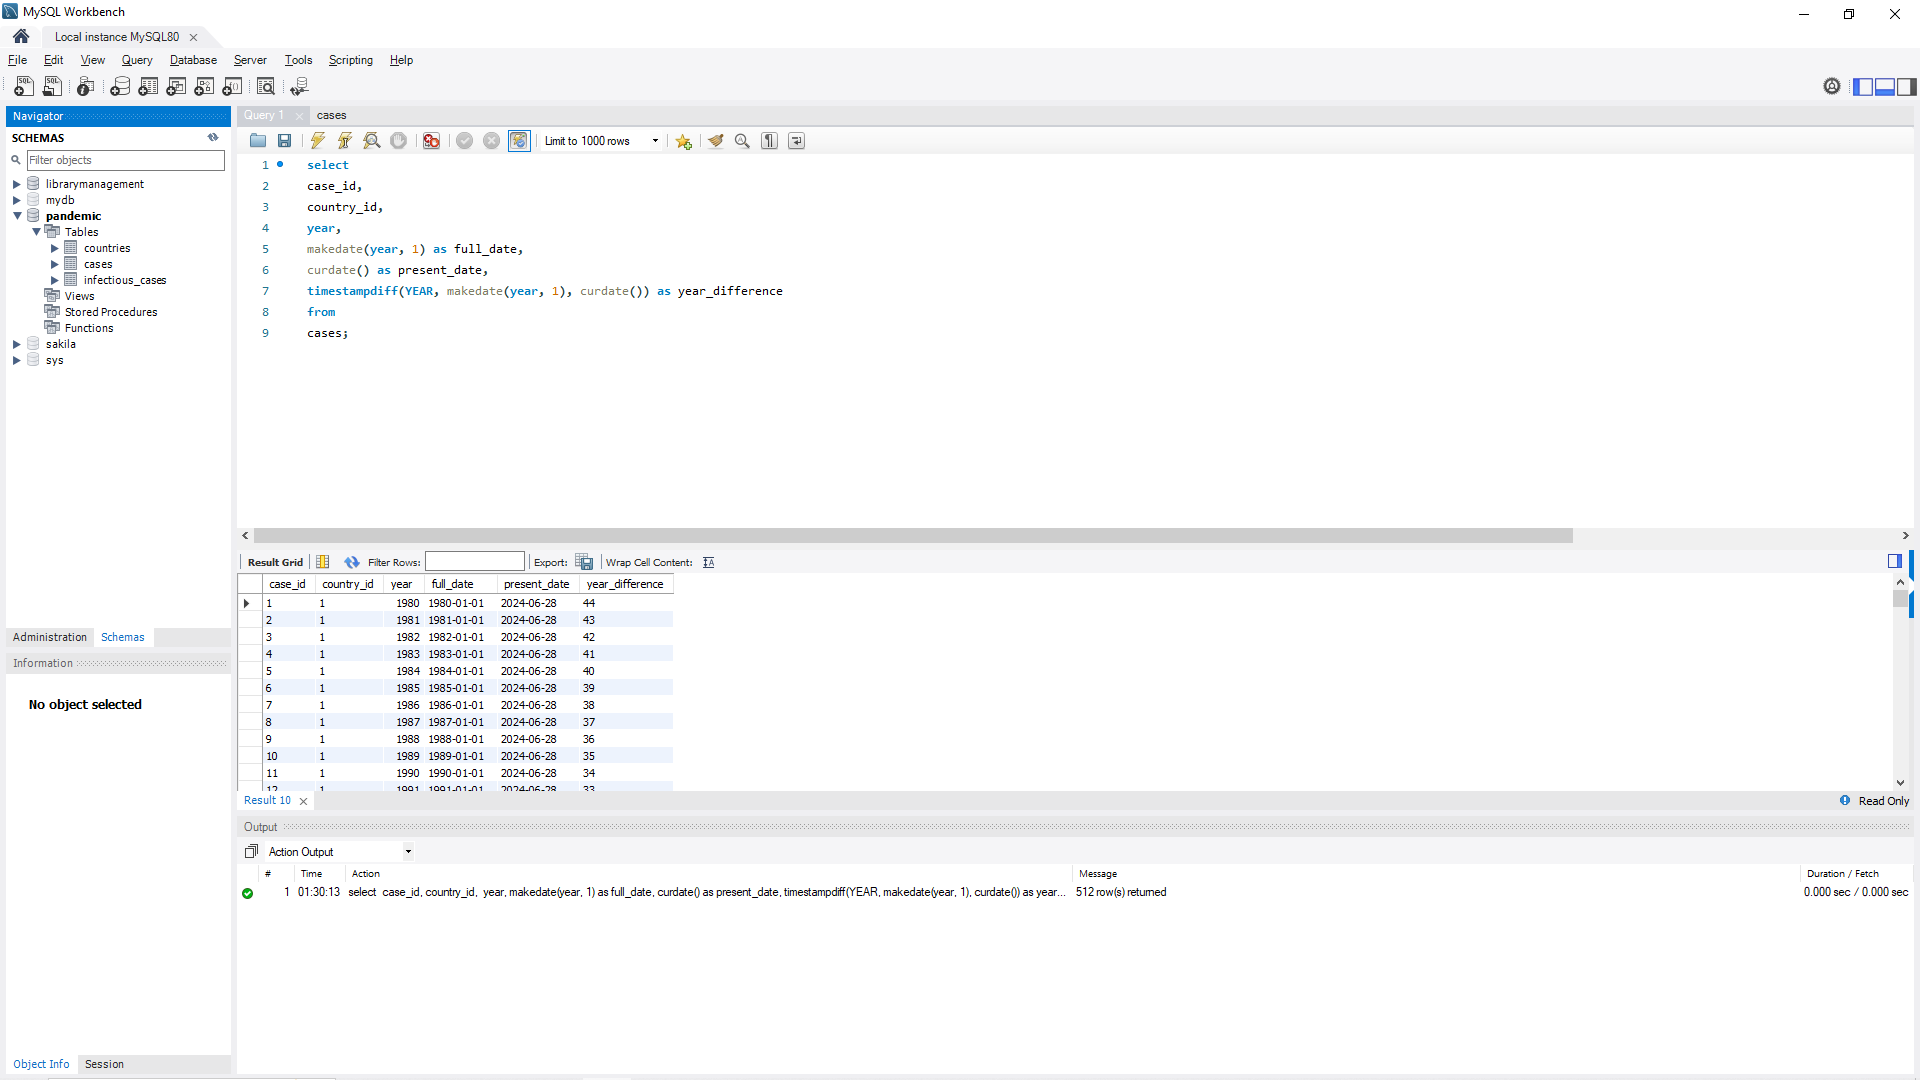 MySQL Workbench
Local instance MySQL80
File Edit View Query Database Server Tools Scripting Help
Navigator
SCHEMAS
Filter objects
librarymanagement
mydb
pandemic
Tables
countries
cases
infectious_cases
Views
Stored Procedures
Functions
sakila
sys
Administration Schemas
Information
No object selected
Object Info Session
Query 1 cases
Limit to 1000 rows
1 select
2 case_id,
3 country_id,
4 year,
5 makedate(year, 1) as full_date,
6 curdate() as present_date,
7 timestampdiff(YEAR, makedate(year, 1), curdate()) as year_difference
8 from
9 cases;
Result Grid Filter Rows: Export: Wrap Cell Content:
case_id country_id year full_date present_date year_difference
1 1 1980 1980-01-01 2024-06-28 44
2 1 1981 1981-01-01 2024-06-28 43
3 1 1982 1982-01-01 2024-06-28 42
4 1 1983 1983-01-01 2024-06-28 41
5 1 1984 1984-01-01 2024-06-28 40
6 1 1985 1985-01-01 2024-06-28 39
7 1 1986 1986-01-01 2024-06-28 38
8 1 1987 1987-01-01 2024-06-28 37
9 1 1988 1988-01-01 2024-06-28 36
10 1 1989 1989-01-01 2024-06-28 35
11 1 1990 1990-01-01 2024-06-28 34
12 1 1991 1991-01-01 2024-06-28 33
Result 10 Read Only
Output
Action Output
# Time Action Message Duration / Fetch
1 01:30:13 select case_id, country_id, year, makedate(year, 1) as full_date, curdate() as present_date, timestampdiff(YEAR, makedate(year, 1), curdate()) as year... 512 row(s) returned 0.000 sec / 0.000 sec